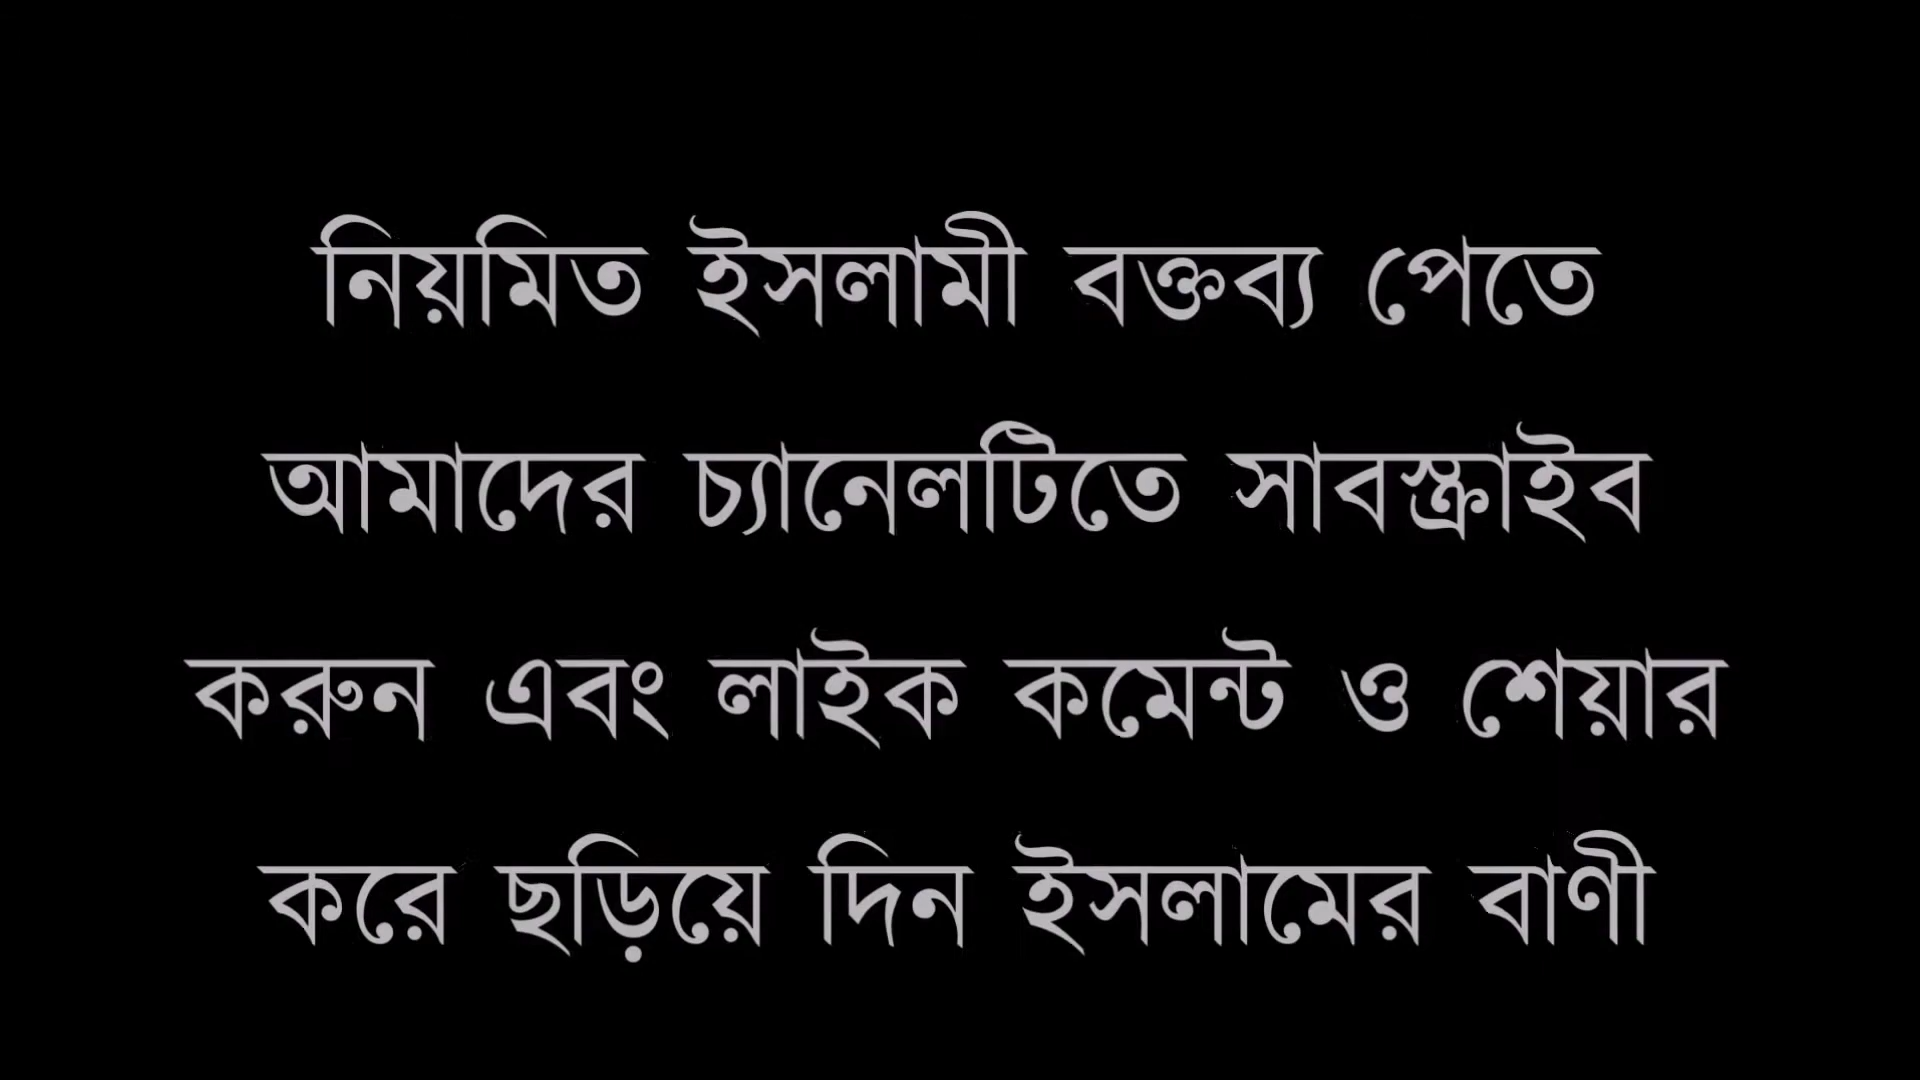 নিয়মিত ইসলামী বক্তব্য পেতে
আমাদের চ্যানেলটিতে সাবস্ক্রাইব
করুন এবং লাইক কমেন্ট ও শেয়ার
করে ছড়িয়ে দিন ইসলামের বাণী